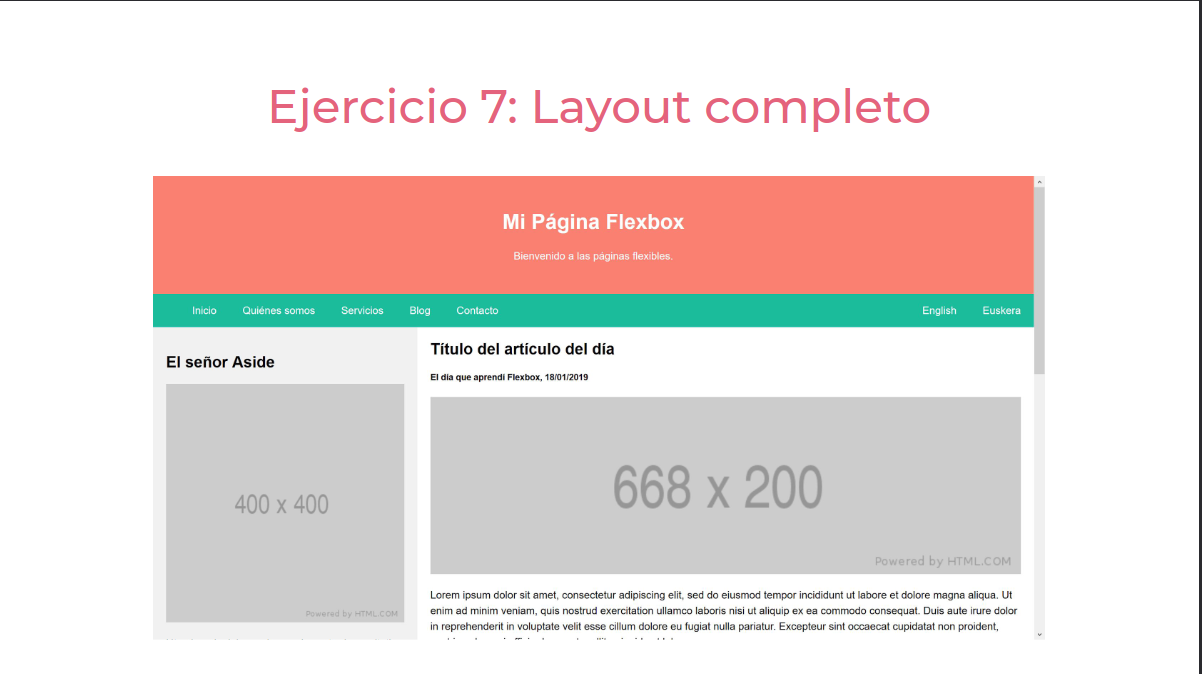 Ejercicio 7: Layout completo
Mi Página Flexbox
Bienvenido a las páginas flexibles.
Inicio Quiénes somos Servicios Blog Contacto English Euskera
El señor Aside
400 x 400
Powered by HTML.COM
Título del artículo del día
El día que aprendí Flexbox, 18/01/2019
668 x 200
Powered by HTML.COM
Lorem ipsum dolor sit amet, consectetur adipiscing elit, sed do eiusmod tempor incididunt ut labore et dolore magna aliqua. Ut
enim ad minim veniam, quis nostrud exercitation ullamco laboris nisi ut aliquip ex ea commodo consequat. Duis aute irure dolor
in reprehenderit in voluptate velit esse cillum dolore eu fugiat nulla pariatur. Excepteur sint occaecat cupidatat non proident,